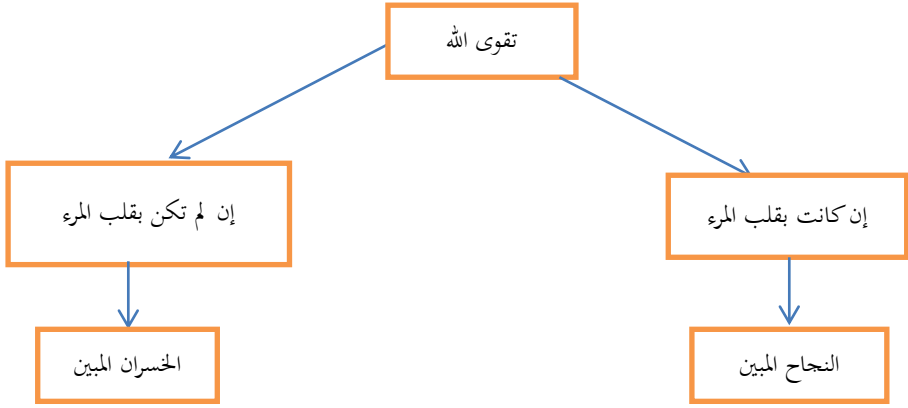 تقوى الله
إن كانت بقلب المرء
إن لم تكن بقلب المرء
النجاح المبين
الخسران المبين